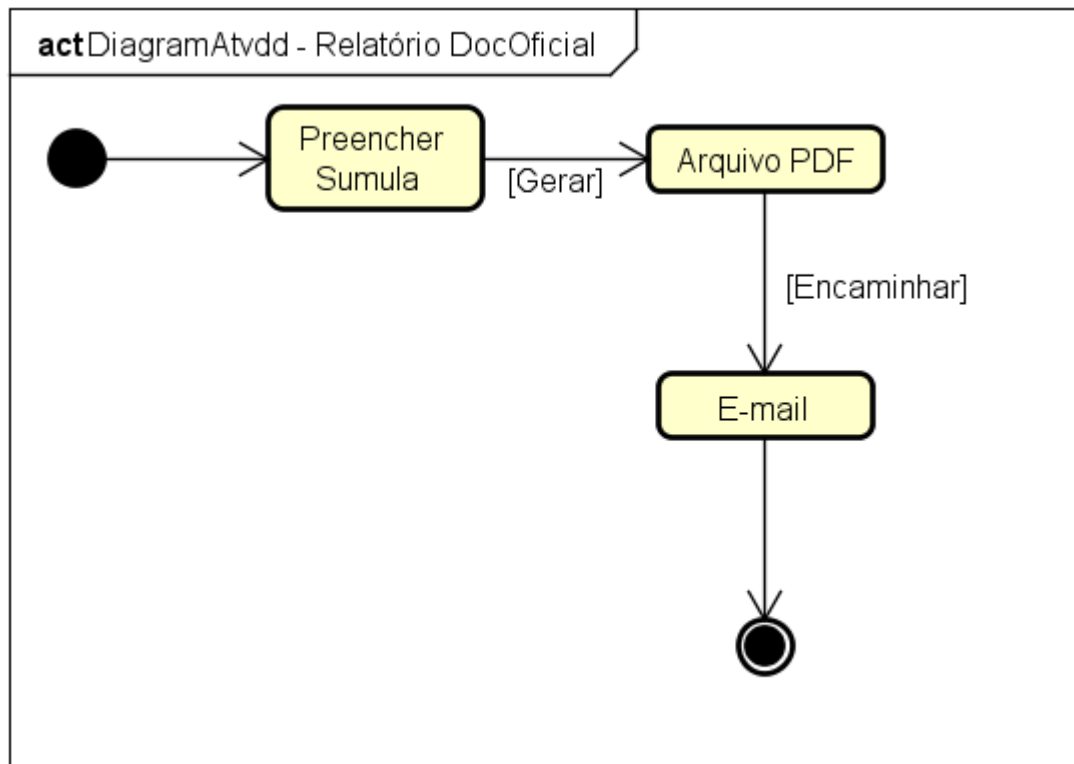 act DiagramAtvdd - Relatório DocOficial
Preencher
Sumula
[Gerar]
Arquivo PDF
[Encaminhar]
E-mail